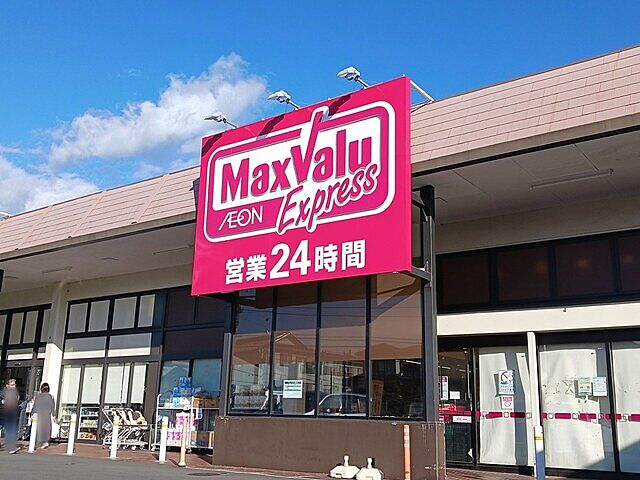 MaxValu
ÆON
Express
営業24時間